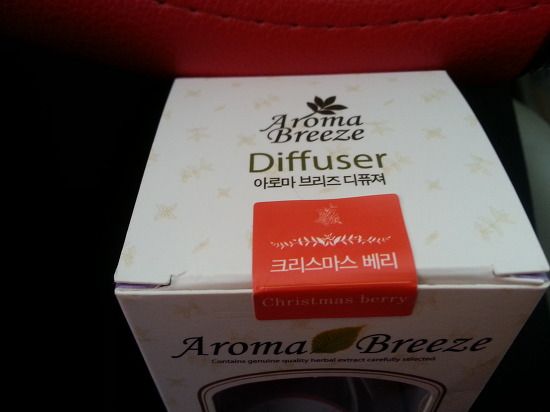 Aroma
Breeze
Diffuser
아로마 브리즈 디퓨져
크리스마스 베리
Christmas berry
Aroma Breeze
Contains genuine quality herbal extract carefully selected